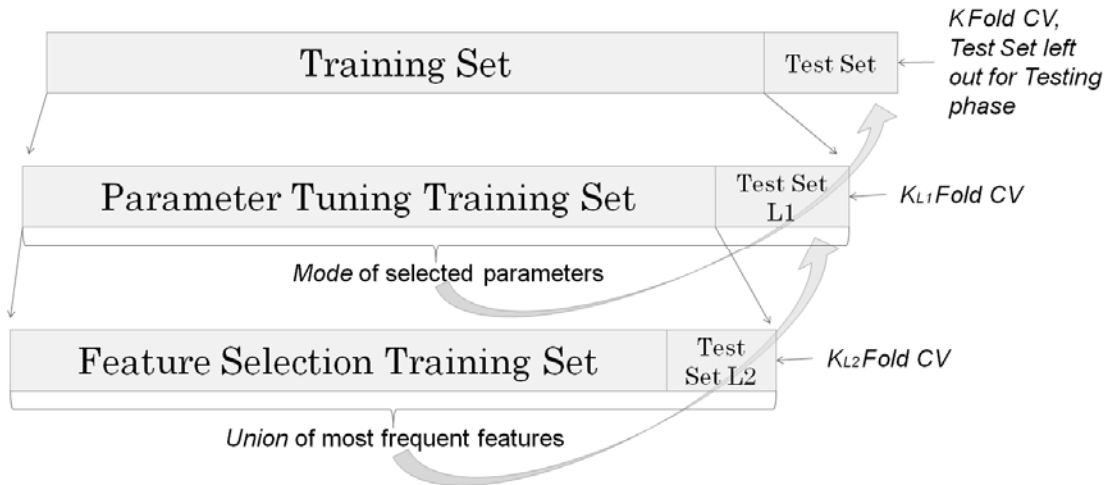 Training Set
Test Set
KFold CV,
Test Set left
out for Testing
phase
Parameter Tuning Training Set
Test Set
L1
KL1Fold CV
Mode of selected parameters
Feature Selection Training Set
Test
Set L2
KL2Fold CV
Union of most frequent features